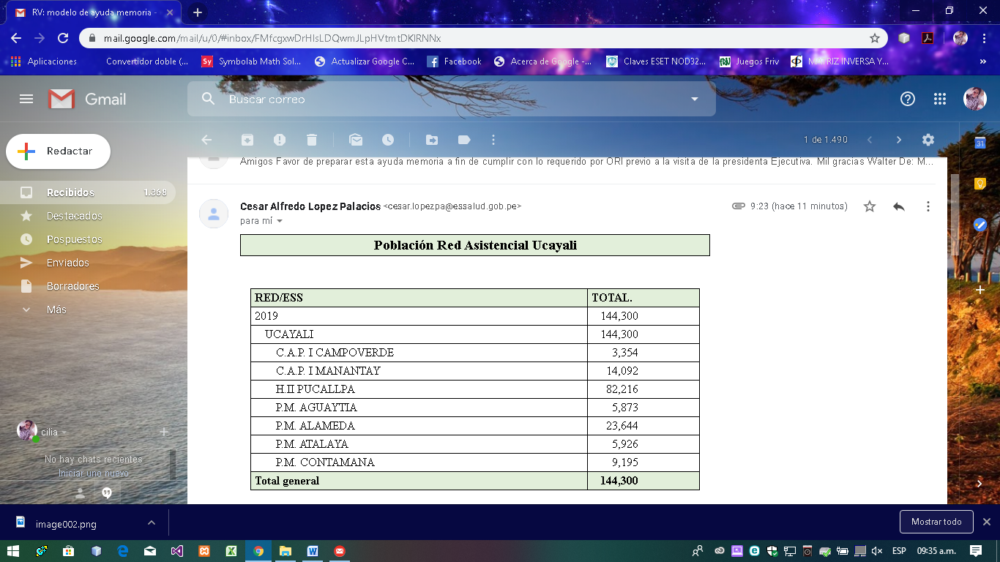 RV: modelo de ayuda memoria -
mail.google.com/mail/u/0/#inbox/FMfcgxwDrHlsLDQwmJLpHVtmtDKlRNNx
Aplicaciones
Convertidor doble (...
Sy Symbolab Math Sol...
Actualizar Google C...
Facebook
Acerca de Google -...
Claves ESET NOD32...
Juegos Friv
MATRIZ INVERSA Y...
»
Gmail
Buscar correo
Redactar
1 de 1.490
31
Recibidos 1.368
Destacados
Pospuestos
Enviados
Borradores
Más
cilia
No hay chats recientes
Iniciar uno nuevo
Amigos Favor de preparar esta ayuda memoria a fin de cumplir con lo requerido por ORI previo a la visita de la presidenta Ejecutiva. Mil gracias Walter De: M...
Cesar Alfredo Lopez Palacios <cesar.lopezpa@essalud.gob.pe>
9:23 (hace 11 minutos)
para mí
Población Red Asistencial Ucayali
RED/ESS TOTAL.
2019 144,300
UCAYALI 144,300
C.A.P. I CAMPOVERDE 3,354
C.A.P. I MANANTAY 14,092
H.II PUCALLPA 82,216
P.M. AGUAYTIA 5,873
P.M. ALAMEDA 23,644
P.M. ATALAYA 5,926
P.M. CONTAMANA 9,195
Total general 144,300
image002.png
Mostrar todo
ESP
09:35 a.m.